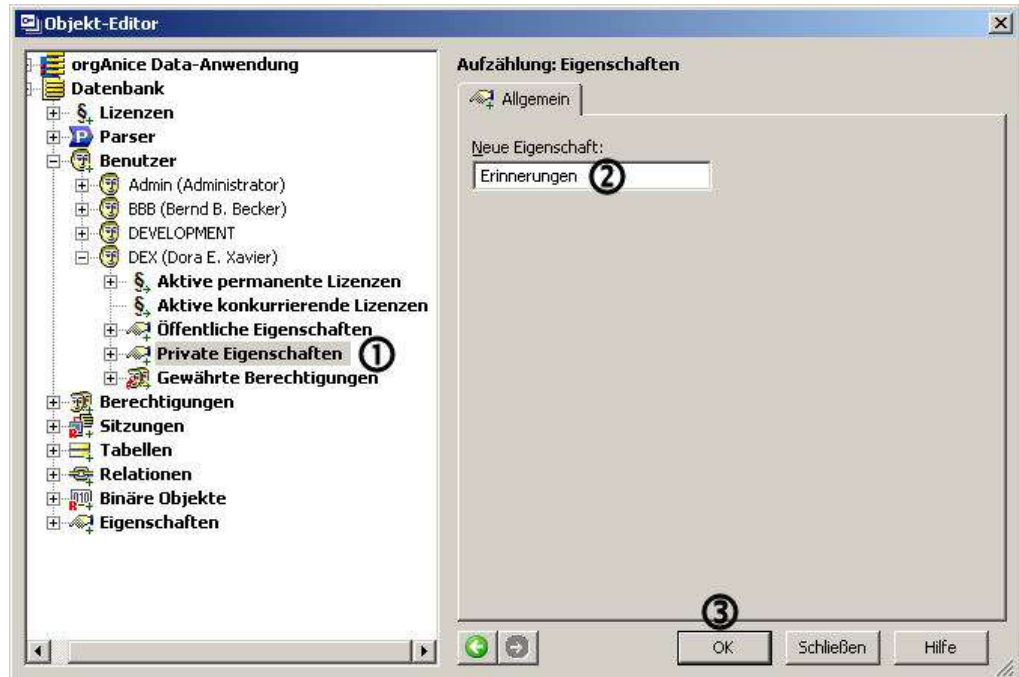 Objekt-Editor
orgAnice Data-Anwendung
Datenbank
Lizenzen
Parser
Benutzer
Admin (Administrator)
BBB (Bernd B. Becker)
DEVELOPMENT
DEX (Dora E. Xavier)
Aktive permanente Lizenzen
Aktive konkurrierende Lizenzen
Öffentliche Eigenschaften
Private Eigenschaften ①
Gewährte Berechtigungen
Berechtigungen
Sitzungen
Tabellen
Relationen
Binäre Objekte
Eigenschaften
Aufzählung: Eigenschaften
Allgemein
Neue Eigenschaft:
Erinnerungen ②
③
OK Schließen Hilfe